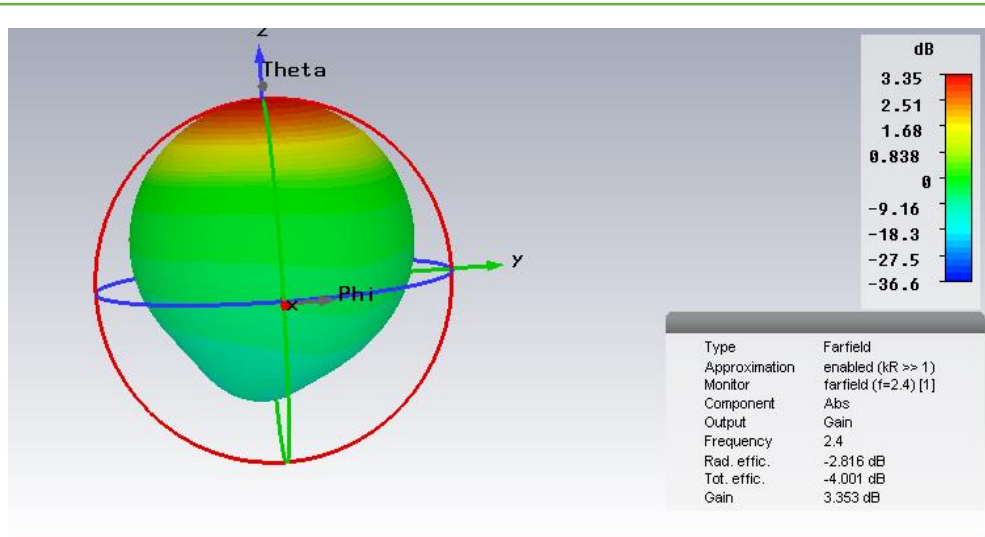 z
Theta
y
Phi
x
dB
3.35
2.51
1.68
0.838
0
-9.16
-18.3
-27.5
-36.6
Type Farfield
Approximation enabled (kR >> 1)
Monitor farfield (f=2.4) [1]
Component Abs
Output Gain
Frequency 2.4
Rad. effic. -2.816 dB
Tot. effic. -4.001 dB
Gain 3.353 dB